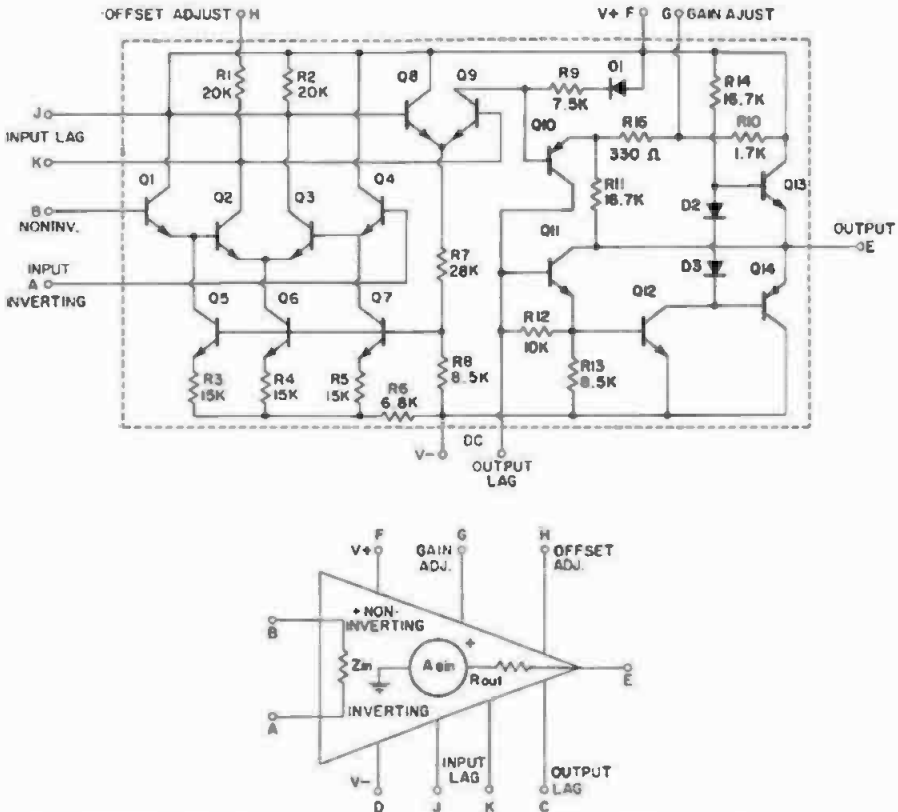 OFFSET ADJUST H
V+ F
G GAIN AJUST
R1
20K
R2
20K
Q8
Q9
R9
7.5K
D1
R14
16.7K
J
INPUT LAG
K
Q10
R16
330 Ω
R10
1.7K
Q1
Q2
Q3
Q4
R11
16.7K
Q13
B
NONINV.
D2
Q11
OUTPUT
E
INPUT
A
INVERTING
R7
28K
D3
Q14
Q5
Q6
Q7
Q12
R12
10K
R3
15K
R4
15K
R5
15K
R6
6.8K
R8
8.5K
R13
8.5K
V-
DC
OUTPUT
LAG
F
V+
G
GAIN
ADJ.
H
OFFSET
ADJ.
B
+ NON-
INVERTING
Zin
+
A ein
Rout
E
A
INVERTING
V-
D
J
INPUT
LAG
K
OUTPUT
LAG
C